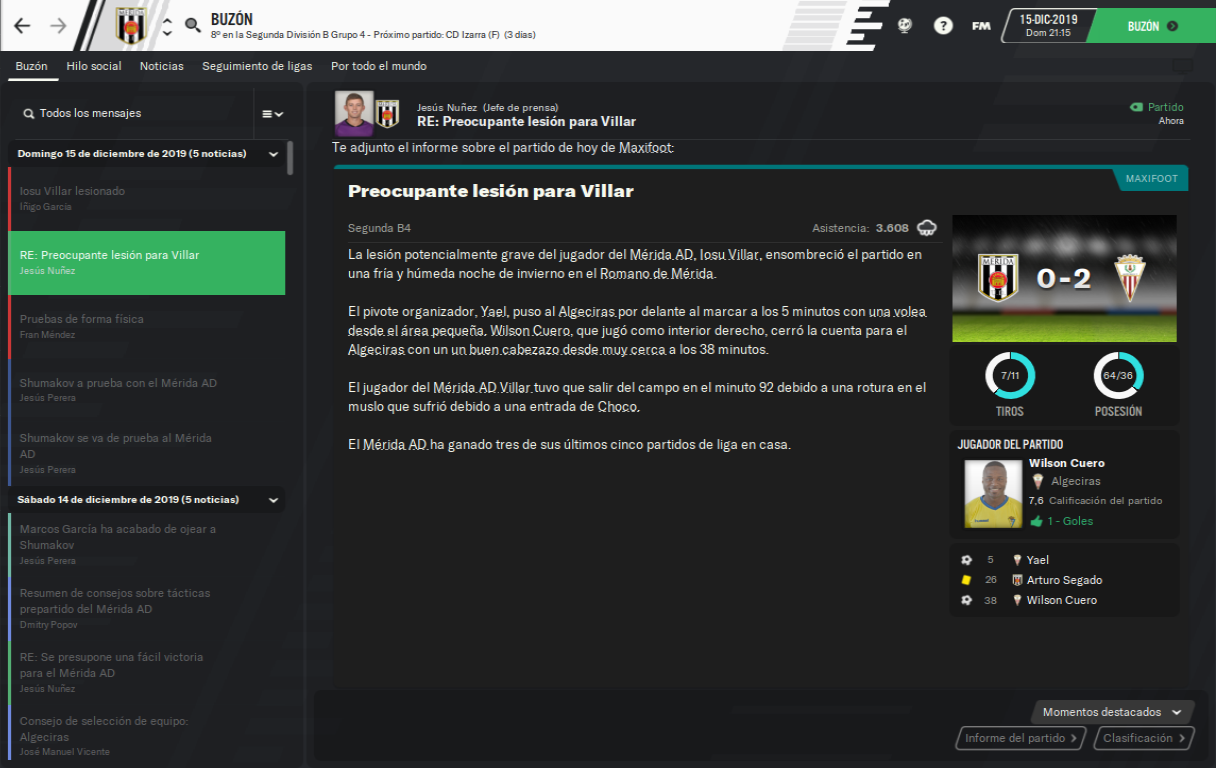 BUZÓN
8º en la Segunda División B Grupo 4 - Próximo partido: CD Izarra (F) (3 días)
FM
15-DIC-2019
Dom 21:15
BUZÓN
Buzón Hilo social Noticias Seguimiento de ligas Por todo el mundo
Todos los mensajes
Domingo 15 de diciembre de 2019 (5 noticias)
Iosu Villar lesionado
Iñigo García
RE: Preocupante lesión para Villar
Jesús Nuñez
Pruebas de forma física
Fran Méndez
Shumakov a prueba con el Mérida AD
Jesús Perera
Shumakov se va de prueba al Mérida
AD
Jesús Perera
Sábado 14 de diciembre de 2019 (5 noticias)
Marcos García ha acabado de ojear a
Shumakov
Jesús Perera
Resumen de consejos sobre tácticas
prepartido del Mérida AD
Dmitry Popov
RE: Se presupone una fácil victoria
para el Mérida AD
Jesús Nuñez
Consejo de selección de equipo:
Algeciras
José Manuel Vicente
Jesús Nuñez (Jefe de prensa)
RE: Preocupante lesión para Villar
Partido
Ahora
Te adjunto el informe sobre el partido de hoy de Maxifoot:
MAXIFOOT
Preocupante lesión para Villar
Segunda B4
Asistencia: 3.608
La lesión potencialmente grave del jugador del Mérida AD, Iosu Villar, ensombreció el partido en
una fría y húmeda noche de invierno en el Romano de Mérida.
El pivote organizador, Yael, puso al Algeciras por delante al marcar a los 5 minutos con una volea
desde el área pequeña. Wilson Cuero, que jugó como interior derecho, cerró la cuenta para el
Algeciras con un un buen cabezazo desde muy cerca a los 38 minutos.
El jugador del Mérida AD Villar tuvo que salir del campo en el minuto 92 debido a una rotura en el
muslo que sufrió debido a una entrada de Choco.
El Mérida AD ha ganado tres de sus últimos cinco partidos de liga en casa.
MÉRIDA
0-2
7/11
64/36
TIROS
POSESIÓN
JUGADOR DEL PARTIDO
Wilson Cuero
Algeciras
7,6 Calificación del partido
1 - Goles
5 Yael
26 Arturo Segado
38 Wilson Cuero
Momentos destacados
Informe del partido
Clasificación